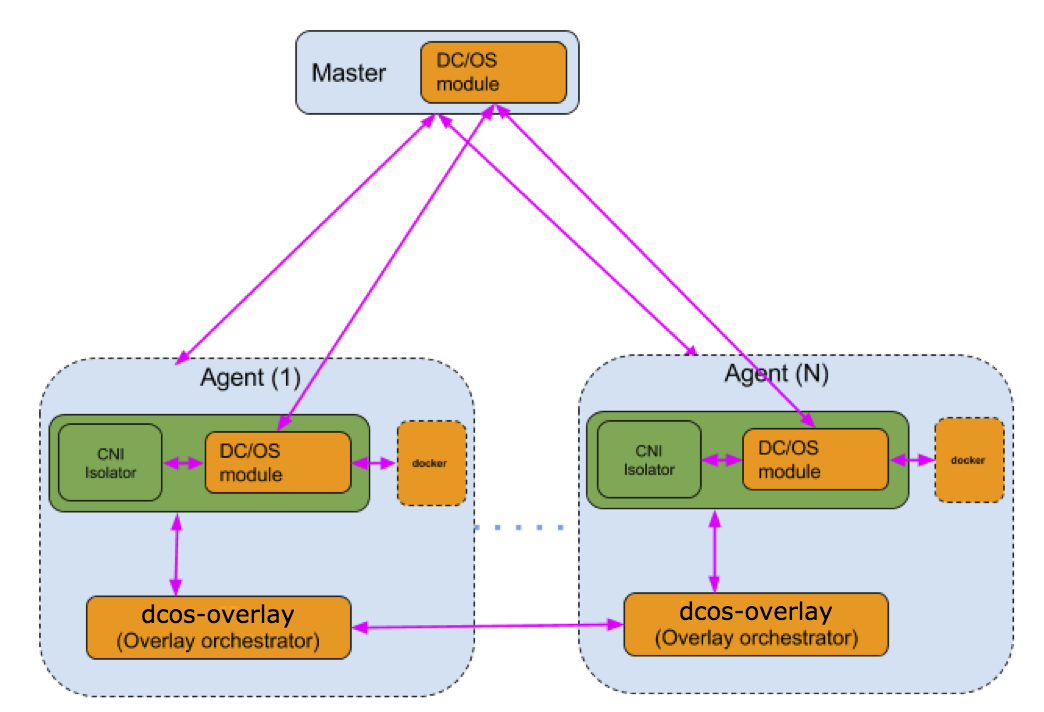 Master
DC/OS
module
Agent (1)
CNI
Isolator
DC/OS
module
docker
dcos-overlay
(Overlay orchestrator)
Agent (N)
CNI
Isolator
DC/OS
module
docker
dcos-overlay
(Overlay orchestrator)